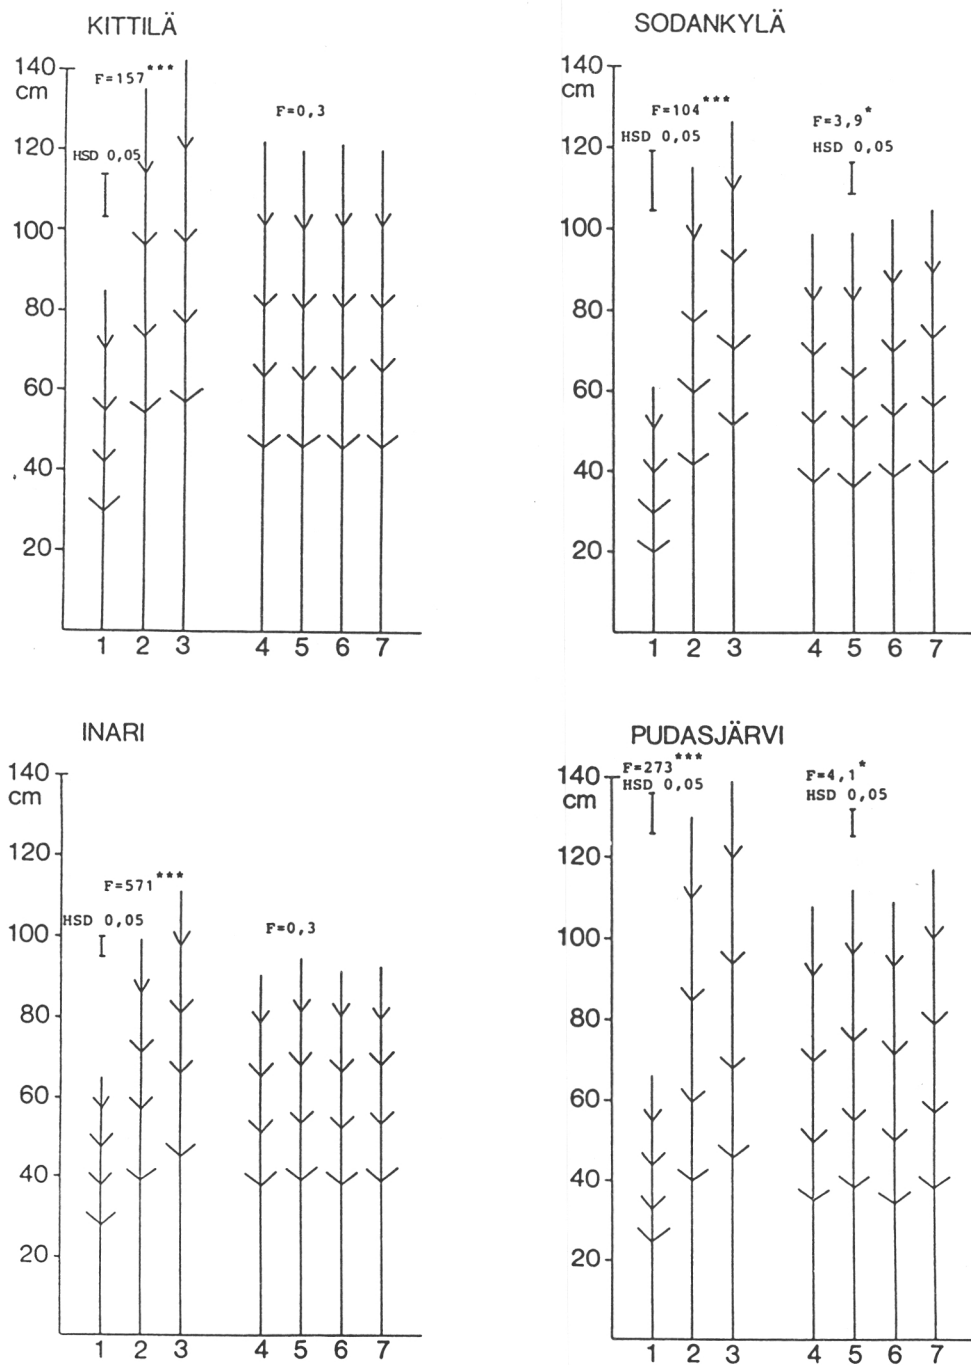 KITTILÄ
140
cm
F=157***
F=0,3
120
HSD 0,05
100
80
60
40
20
1 2 3 4 5 6 7
SODANKYLÄ
140
cm
F=104***
HSD 0,05
F=3,9*
HSD 0,05
120
100
80
60
40
20
1 2 3 4 5 6 7
INARI
140
cm
120
F=571***
HSD 0,05
F=0,3
100
80
60
40
20
1 2 3 4 5 6 7
PUDASJÄRVI
140
cm
F=273***
HSD 0,05
F=4,1*
HSD 0,05
120
100
80
60
40
20
1 2 3 4 5 6 7